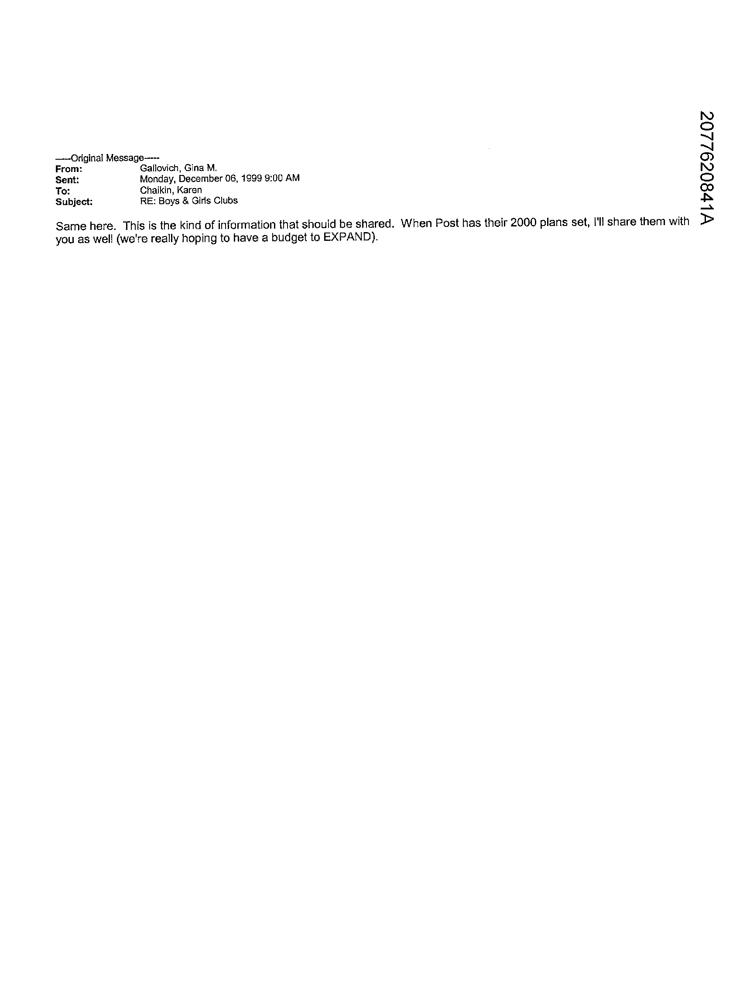 -----Original Message-----
From: Gallovich, Gina M.
Sent: Monday, December 06, 1999 9:00 AM
To: Chaikin, Karen
Subject: RE: Boys & Girls Clubs
Same here. This is the kind of information that should be shared. When Post has their 2000 plans set, I'll share them with
you as well (we're really hoping to have a budget to EXPAND).
2077620841A